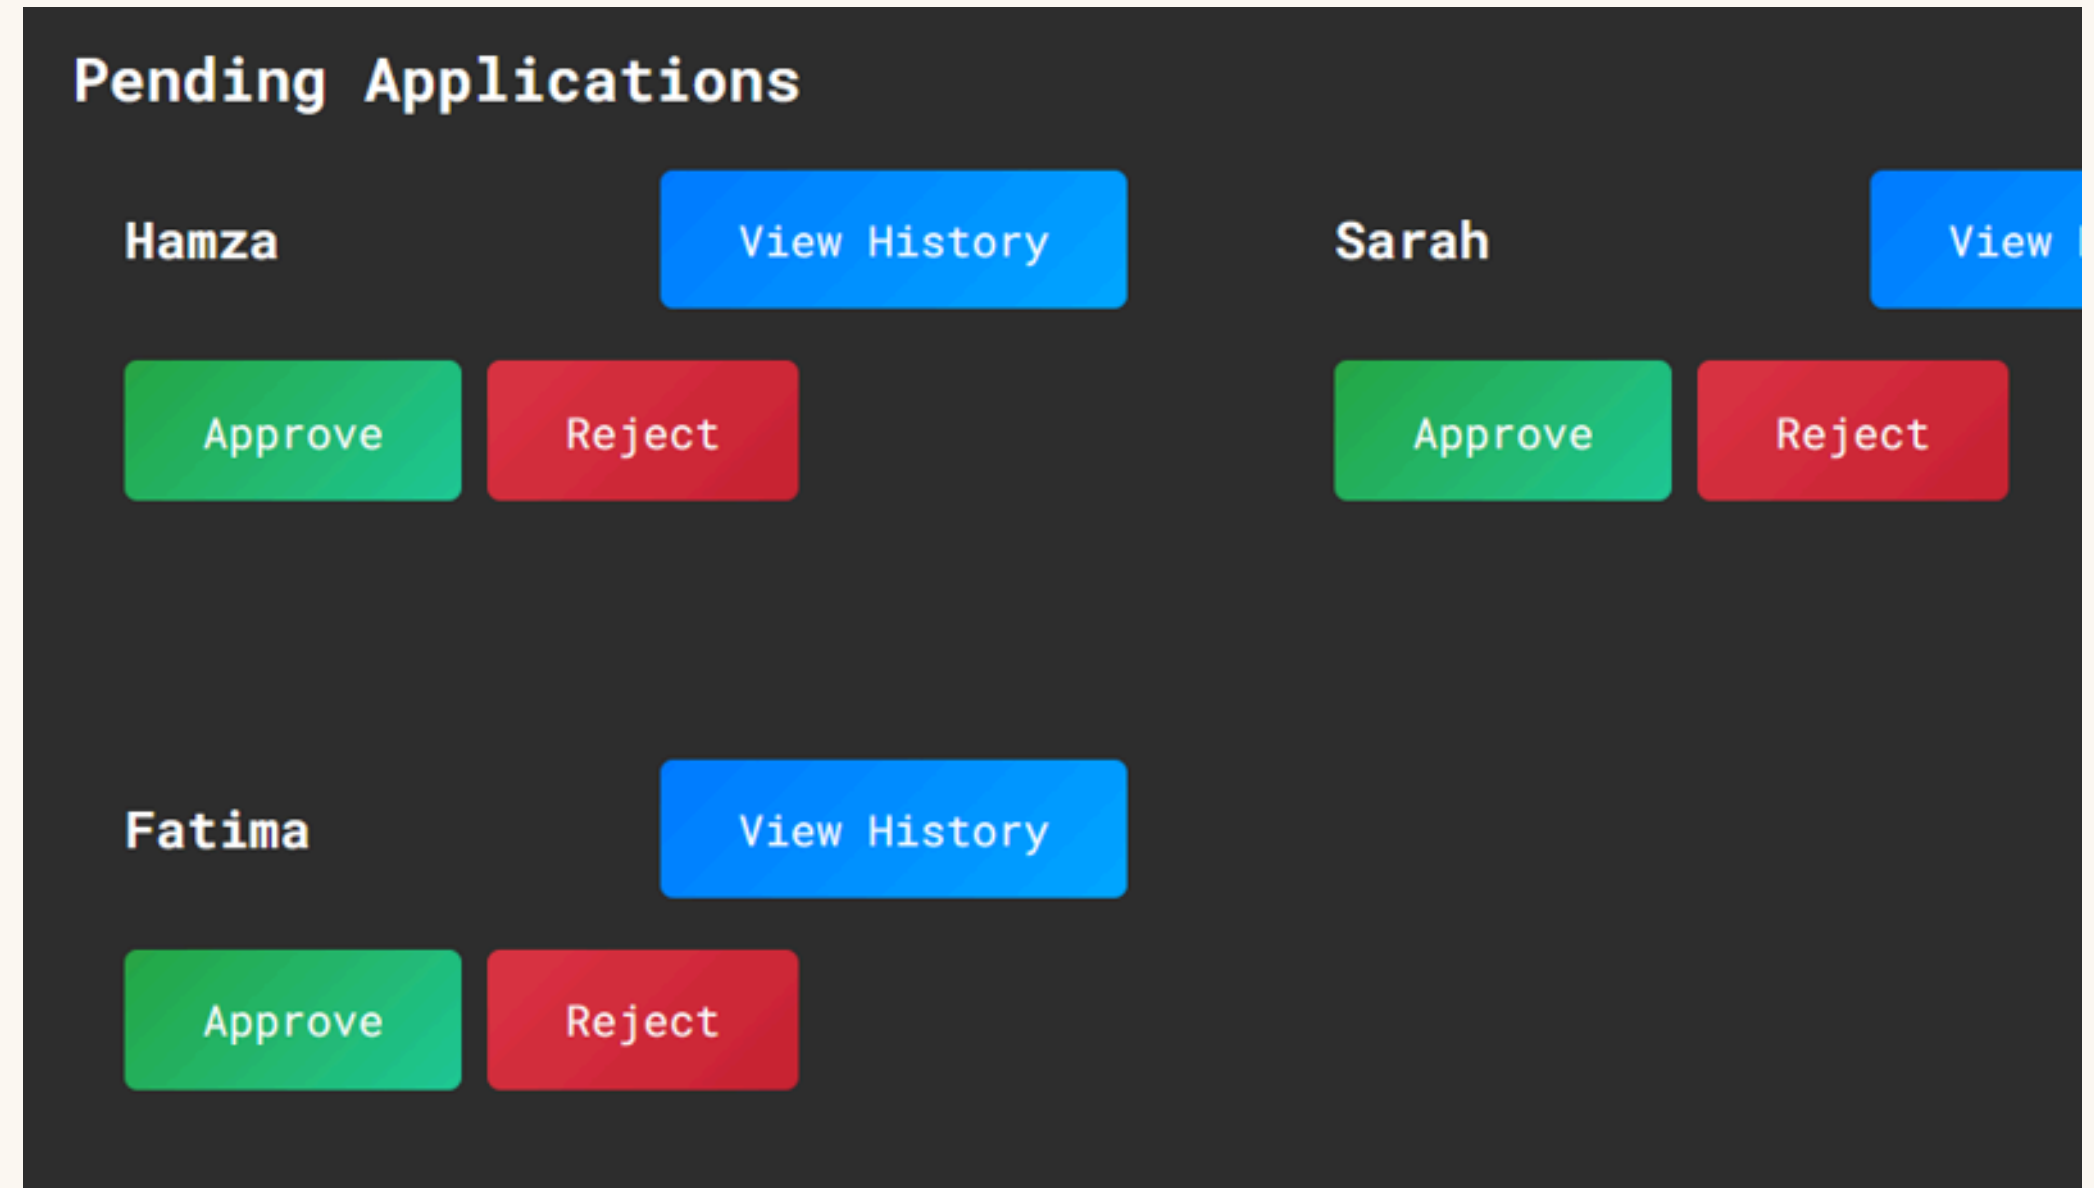 Pending Applications
Hamza View History
Approve Reject
Sarah View
Approve Reject
Fatima View History
Approve Reject